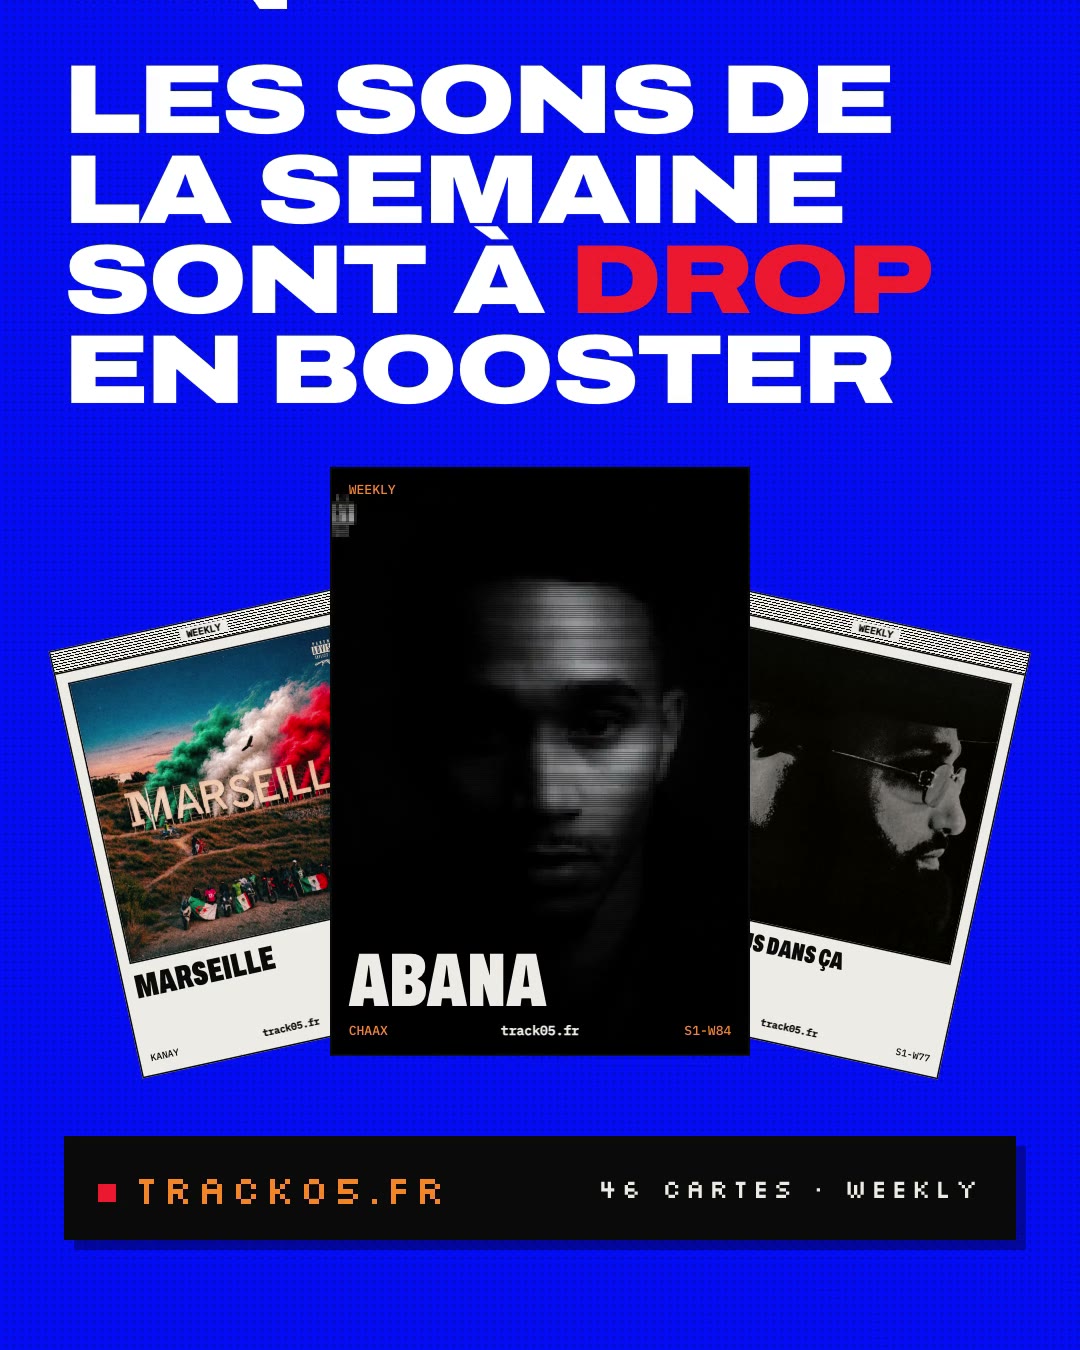 LES SONS DE
LA SEMAINE
SONT À DROP
EN BOOSTER
WEEKLY
WEEKLY
MARSEILL
MARSEILLE
track05.fr
KANAY
ABANA
CHAAX track05.fr S1-W84
WEEKLY
DANS ÇA
track05.fr
S1-W77
TRACK05.FR
46 CARTES · WEEKLY